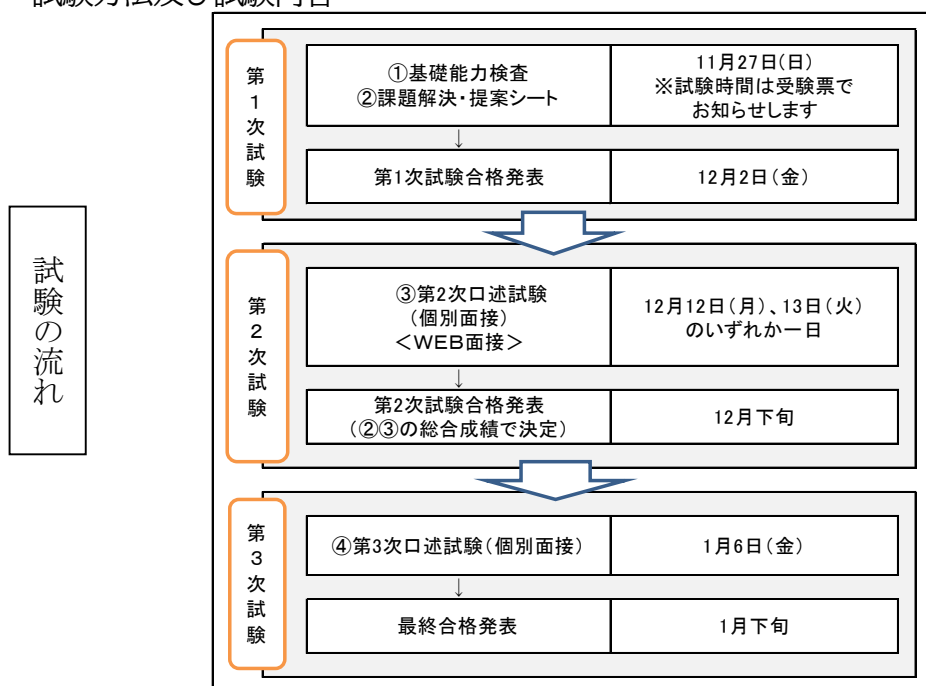 試験方法及び試験内容
試験の流れ
第1次試験
①基礎能力検査
②課題解決・提案シート
11月27日(日)
※試験時間は受験票で
お知らせします
↓
第1次試験合格発表
12月2日(金)
第2次試験
③第2次口述試験
(個別面接)
<WEB面接>
12月12日(月)、13日(火)
のいずれか一日
↓
第2次試験合格発表
(②③の総合成績で決定)
12月下旬
第3次試験
④第3次口述試験(個別面接)
1月6日(金)
↓
最終合格発表
1月下旬